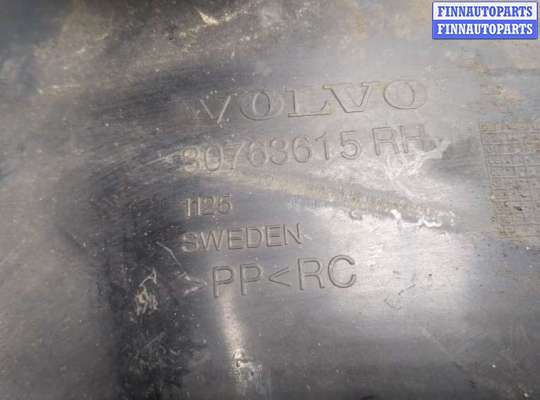 FINNAUTOPARTS
FINNAUTOPARTS
VOLVO
30763615 RH
1125
SWEDEN
>PP<RC